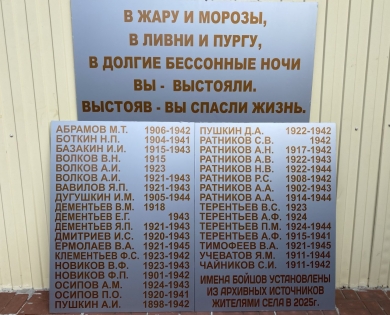 В ЖАРУ И МОРОЗЫ,
В ЛИВНИ И ПУРГУ,
В ДОЛГИЕ БЕССОННЫЕ НОЧИ
ВЫ - ВЫСТОЯЛИ.
ВЫСТОЯВ - ВЫ СПАСЛИ ЖИЗНЬ.
АБРАМОВ М.Т. 1906-1942
БОТКИН Н.П. 1904-1941
БАЗАКИН И.И. 1915-1943
ВОЛКОВ В.Н. 1915
ВОЛКОВ А.И. 1923
ВОЛКОВ А.И. 1921-1943
ВАВИЛОВ Я.П. 1921-1943
ДУГУШКИН И.М. 1905-1944
ДЕМЕНТЬЕВ В.М. 1918
ДЕМЕНТЬЕВ Е.Г. 1943
ДЕМЕНТЬЕВ Я.П. 1921-1943
ДМИТРИЕВ И.С. 1920-1943
ЕРМОЛАЕВ В.А. 1921-1945
КЛЕМЕНТЬЕВ Ф.С. 1923-1942
НОВИКОВ В.Ф. 1923-1942
НОВИКОВ Ф.П. 1901-1942
ОСИПОВ А.М. 1924-1943
ОСИПОВ П.О. 1920-1941
ПУШКИН А.И. 1898-1942
ПУШКИН Д.А. 1922-1942
РАТНИКОВ С.В. 1942
РАТНИКОВ А.Н. 1917-1942
РАТНИКОВ А.В. 1921-1942
РАТНИКОВ Н.В. 1922-1944
РАТНИКОВ Р.С. 1908-1942
РАТНИКОВ А.А. 1902-1943
РАТНИКОВ А.А. 1914-1944
ТЕРЕНТЬЕВ В.С. 1923
ТЕРЕНТЬЕВ А.Ф. 1924
ТЕРЕНТЬЕВ П.М. 1924-1944
ТЕРЕНТЬЕВ А.Ф. 1915-1941
ТИМОФЕЕВ В.А. 1921-1945
УЧЕВАТОВ Я.М. 1911-1944
ЧАЙНИКОВ С.И. 1911-1942
ИМЕНА БОЙЦОВ УСТАНОВЛЕНЫ
ИЗ АРХИВНЫХ ИСТОЧНИКОВ
ЖИТЕЛЯМИ СЕЛА В 2025г.